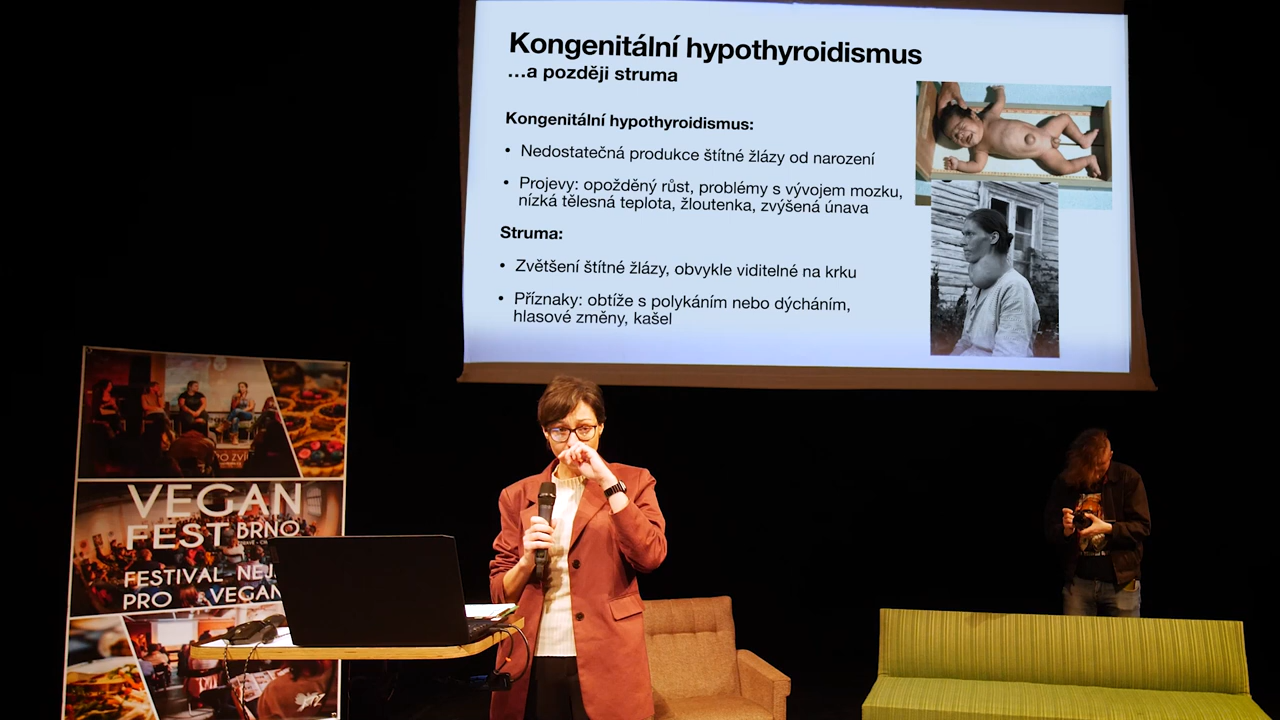 Kongenitální hypothyroidismus
...a později struma
Kongenitální hypothyroidismus:
• Nedostatečná produkce štítné žlázy od narození
• Projevy: opožděný růst, problémy s vývojem mozku,
nízká tělesná teplota, žloutenka, zvýšená únava
Struma:
• Zvětšení štítné žlázy, obvykle viditelné na krku
• Příznaky: obtíže s polykáním nebo dýcháním,
hlasové změny, kašel
VEGAN
FEST BRNO
FESTIVAL NEJ
PRO VEGAN